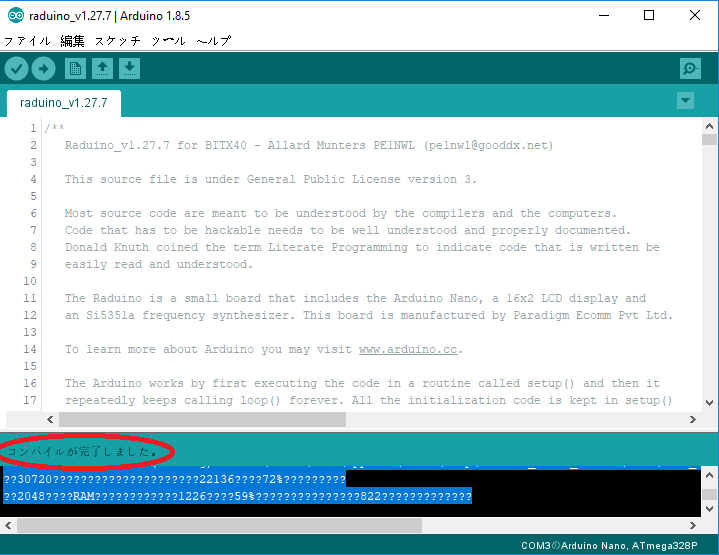 raduino_v1.27.7 | Arduino 1.8.5
ファイル 編集 スケッチ ツール ヘルプ
raduino_v1.27.7
1 /**
2 Raduino_v1.27.7 for BITX40 - Allard Munters PE1NWL (pe1nwl@gooddx.net)
3
4 This source file is under General Public License version 3.
5
6 Most source code are meant to be understood by the compilers and the computers.
7 Code that has to be hackable needs to be well understood and properly documented.
8 Donald Knuth coined the term Literate Programming to indicate code that is written be
9 easily read and understood.
10
11 The Raduino is a small board that includes the Arduino Nano, a 16x2 LCD display and
12 an Si5351a frequency synthesizer. This board is manufactured by Paradigm Ecomm Pvt Ltd.
13
14 To learn more about Arduino you may visit www.arduino.cc.
15
16 The Arduino works by first executing the code in a routine called setup() and then it
17 repeatedly keeps calling loop() forever. All the initialization code is kept in setup()
コンパイルが完了しました。
??30720?????????????????????22136????72%?????????
??2048????RAM????????????1226????59%???????????????822?????????????
COM3のArduino Nano, ATmega328P